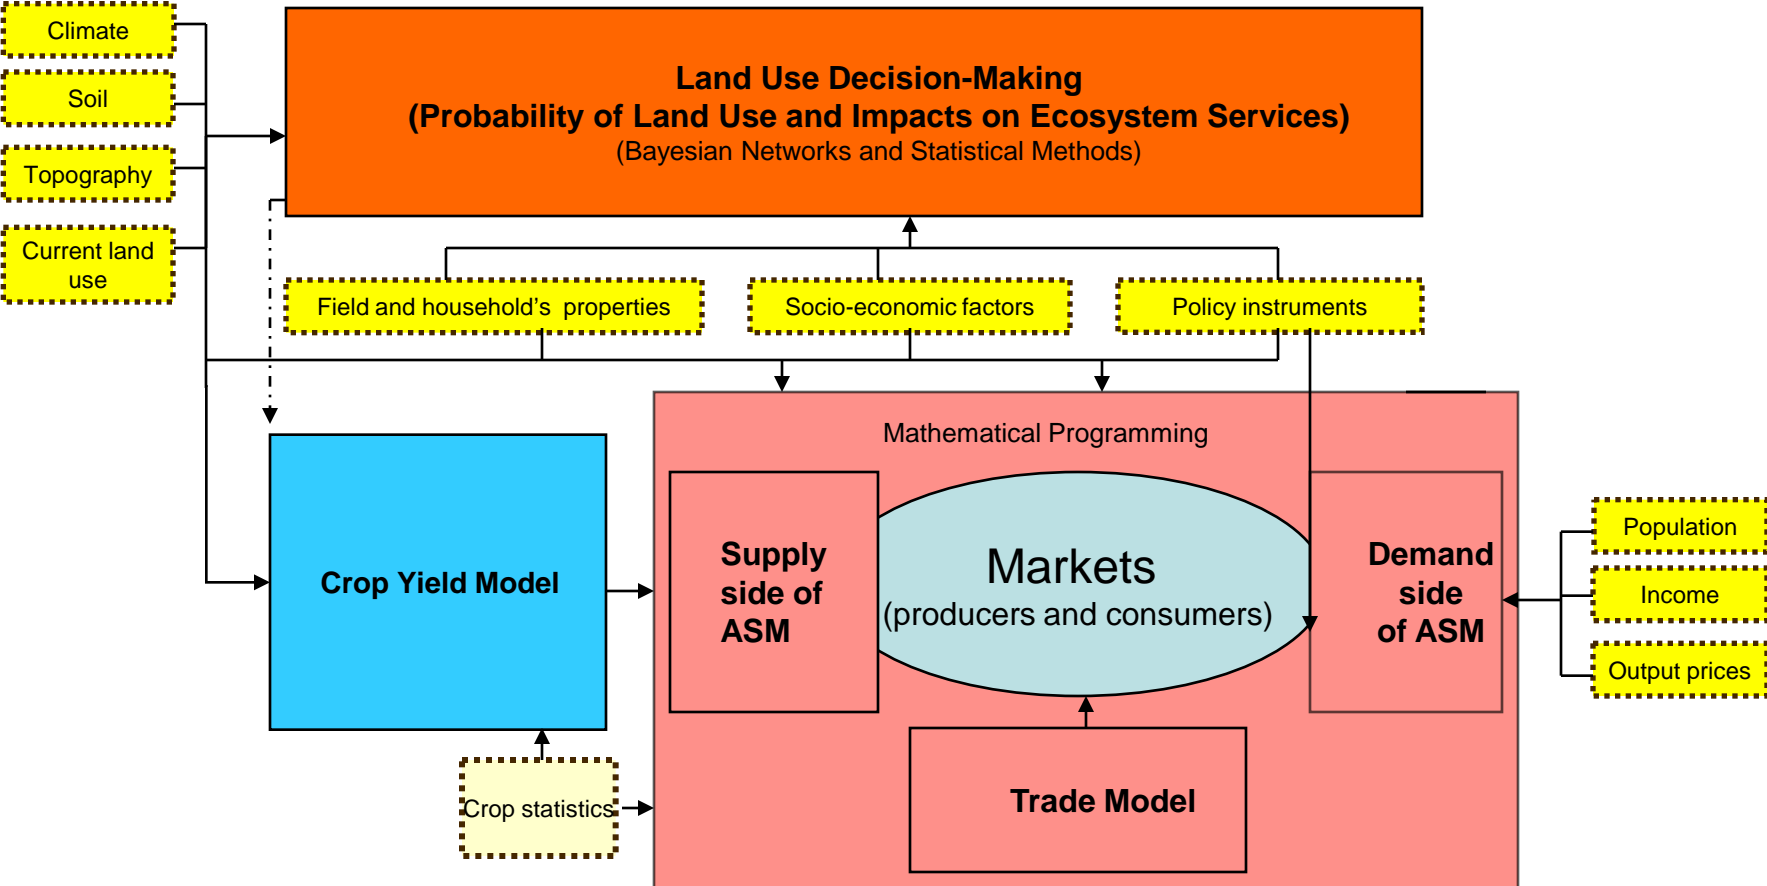 Climate
Soil
Topography
Current land
use
Land Use Decision-Making
(Probability of Land Use and Impacts on Ecosystem Services)
(Bayesian Networks and Statistical Methods)
Field and household's  properties
Socio-economic factors
Policy instruments
Mathematical Programming
Crop Yield Model
Supply
side of
ASM
Markets
(producers and consumers)
Demand
side
of ASM
Population
Income
Output prices
Crop statistics
Trade Model